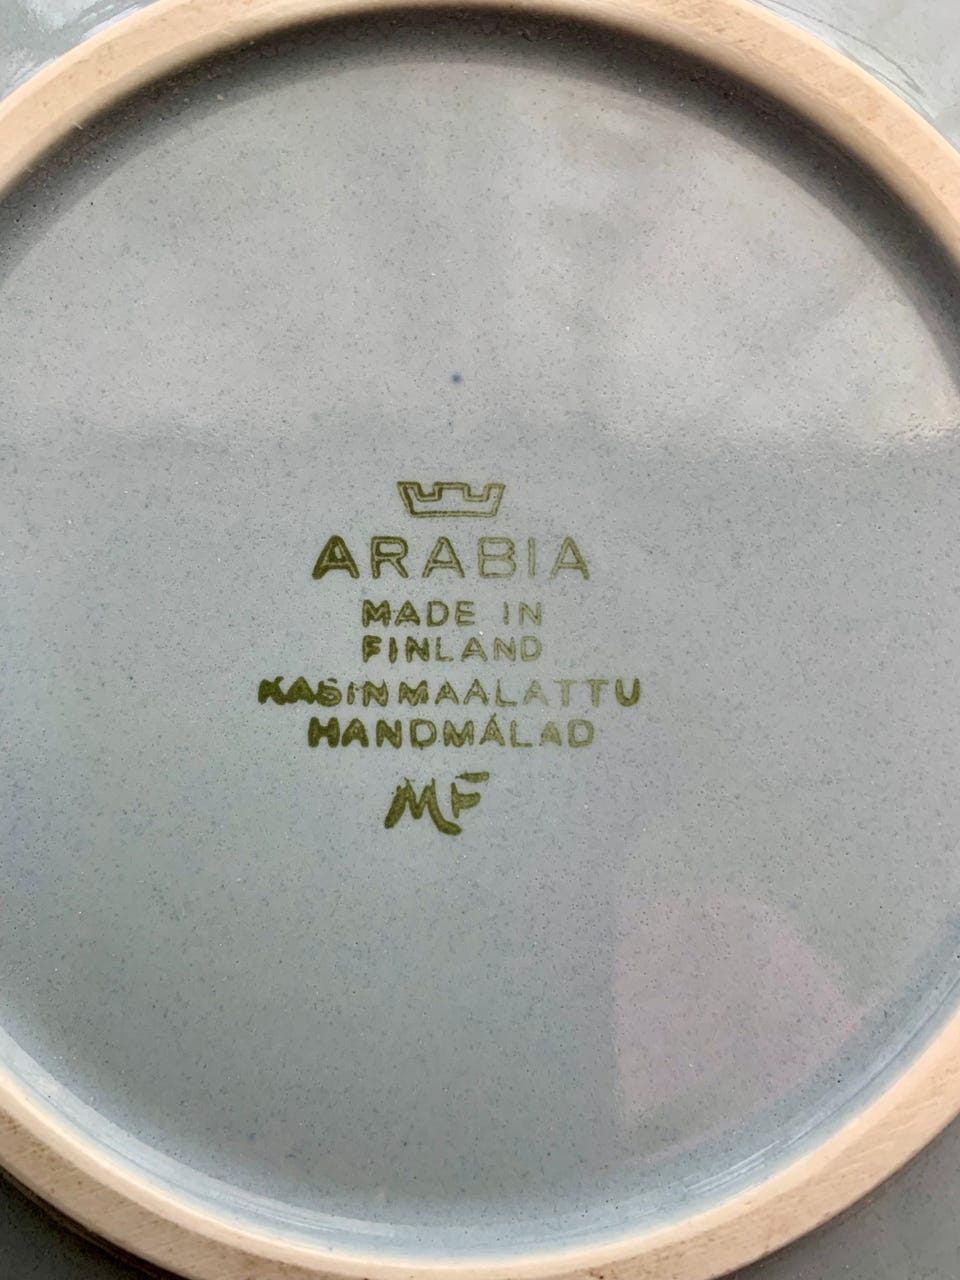 ARABIA
MADE IN
FINLAND
KÄSINMAALATTU
HANDMÅLAD
MF